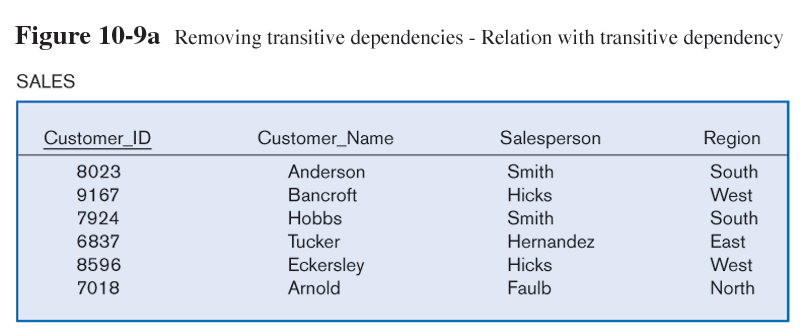 Figure 10-9a Removing transitive dependencies - Relation with transitive dependency
SALES
Customer_ID Customer_Name Salesperson Region
8023 Anderson Smith South
9167 Bancroft Hicks West
7924 Hobbs Smith South
6837 Tucker Hernandez East
8596 Eckersley Hicks West
7018 Arnold Faulb North